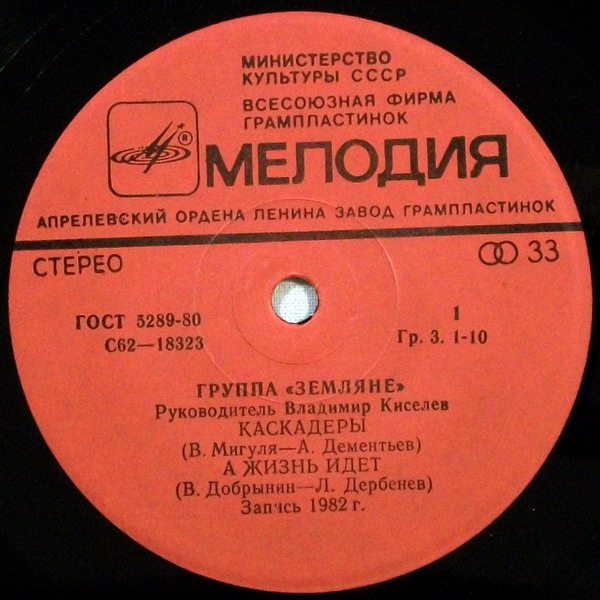 МИНИСТЕРСТВО
КУЛЬТУРЫ СССР
ВСЕСОЮЗНАЯ ФИРМА
ГРАМПЛАСТИНОК
®
МЕЛОДИЯ
АПРЕЛЕВСКИЙ ОРДЕНА ЛЕНИНА ЗАВОД ГРАМПЛАСТИНОК
СТЕРЕО
33
ГОСТ 5289-80
1
С62—18323
Гр. 3. 1-10
ГРУППА «ЗЕМЛЯНЕ»
Руководитель Владимир Киселев
КАСКАДЕРЫ
(В. Мигуля—А. Дементьев)
А ЖИЗНЬ ИДЕТ
(В. Добрынин—Л. Дербенев)
Запчсь 1982 г.